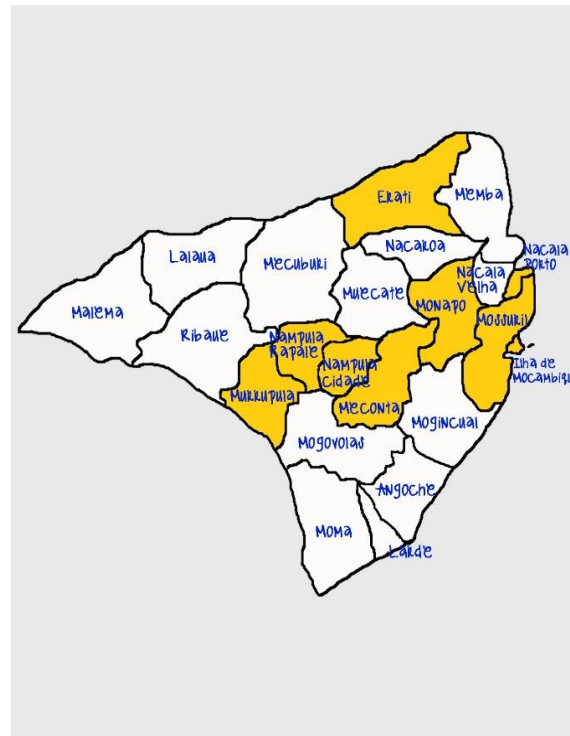 Erati
Memba
Lalaua
Mecuburi
Nacaroa
Nacala
Porto
Nacala
Velha
Muecate
Monapo
Malema
Mossuril
Ribaue
Nampula
Rapale
Nampula
Cidade
Ilha de
Mocambiqu
Murrupula
Meconta
Mogincual
Mogovolas
Angoche
Moma
Larde